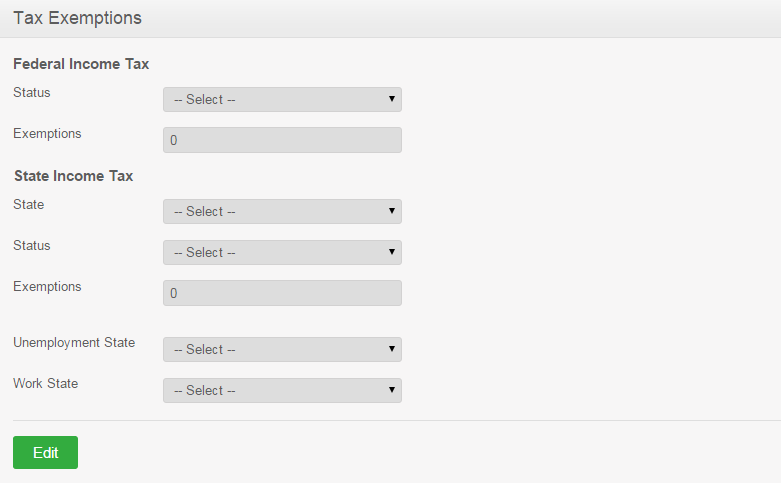 Tax Exemptions
Federal Income Tax
Status
-- Select --
Exemptions
0
State Income Tax
State
-- Select --
Status
-- Select --
Exemptions
0
Unemployment State
-- Select --
Work State
-- Select --
Edit